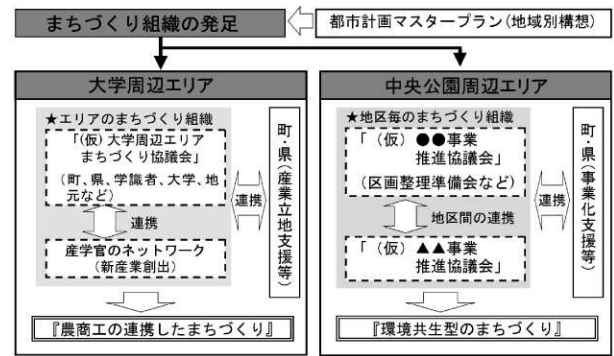 まちづくり組織の発足
都市計画マスタープラン(地域別構想)
大学周辺エリア
★エリアのまちづくり組織
「(仮)大学周辺エリア
まちづくり協議会」
(町、県、学識者、大学、地
元など)
連携
産学官のネットワーク
(新産業創出)
連携
町・県(産業立地支援等)
『農商工の連携したまちづくり』
中央公園周辺エリア
★地区毎のまちづくり組織
「(仮)●●事業
推進協議会」
(区画整理準備会など)
地区間の連携
「(仮)▲▲事業
推進協議会」
連携
町・県(事業化支援等)
『環境共生型のまちづくり』